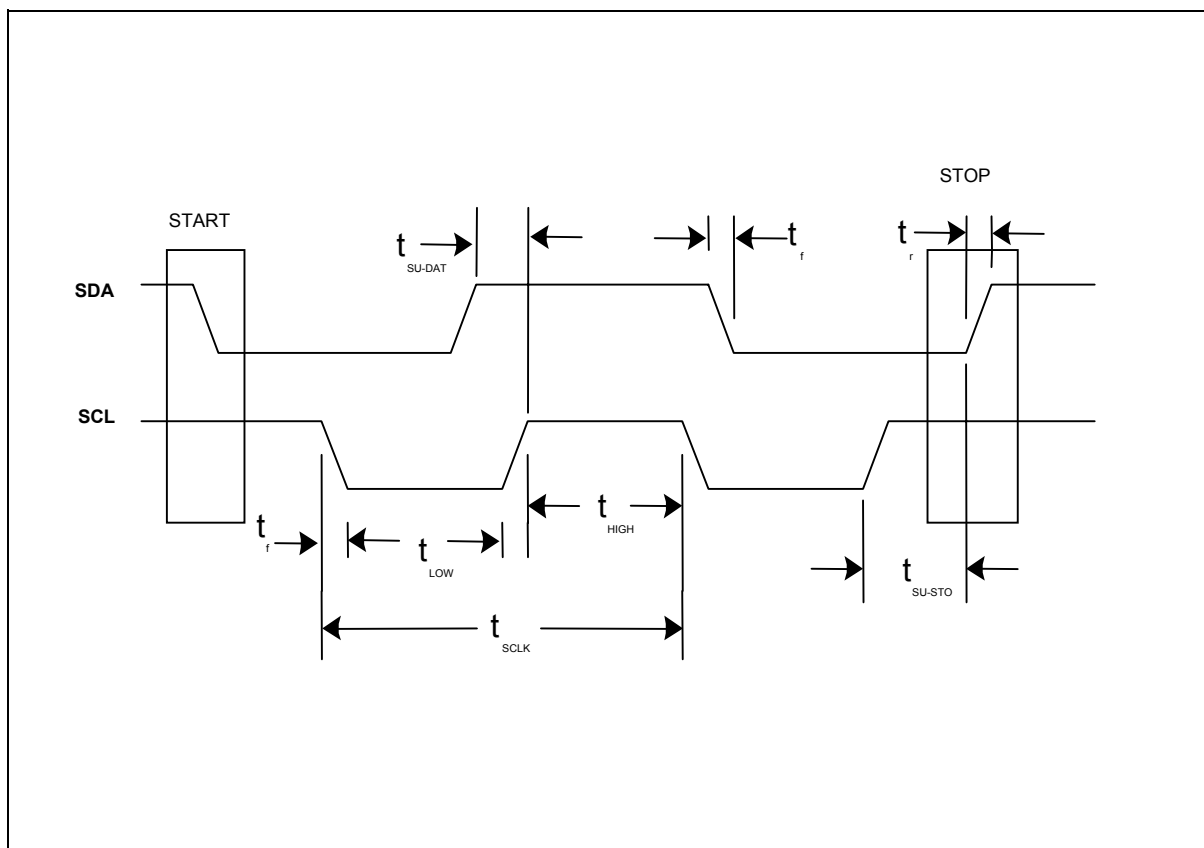 STOP
START
t SU-DAT
t f
t r
SDA
SCL
t f
t LOW
t HIGH
t SU-STO
t SCLK